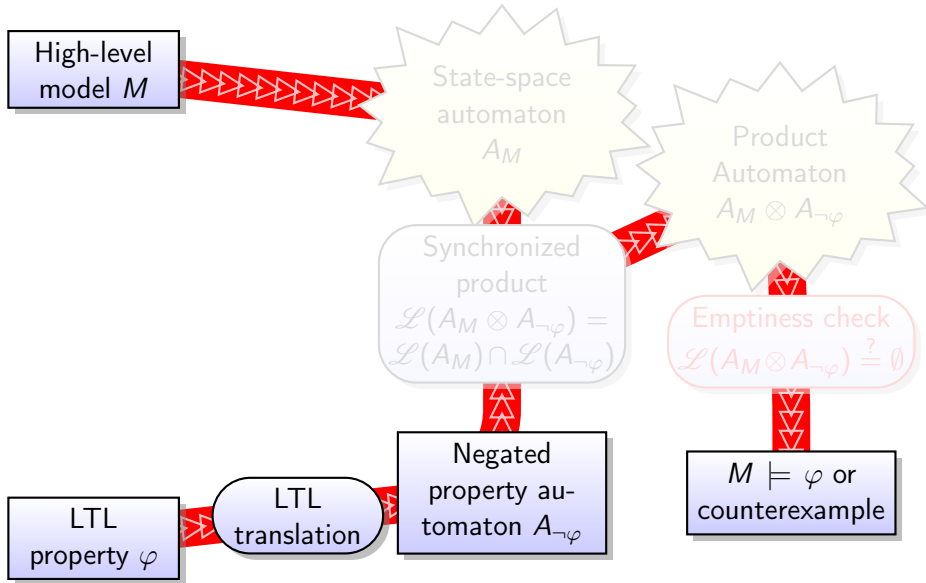 High-level
model M
State-space
automaton
A_M
Product
Automaton
A_M ⊗ A_¬φ
Synchronized
product
ℒ(A_M ⊗ A_¬φ) =
ℒ(A_M) ∩ ℒ(A_¬φ)
Emptiness check
ℒ(A_M ⊗ A_¬φ) ≟ ∅
LTL
property φ
LTL
translation
Negated
property au-
tomaton A_¬φ
M ⊨ φ or
counterexample